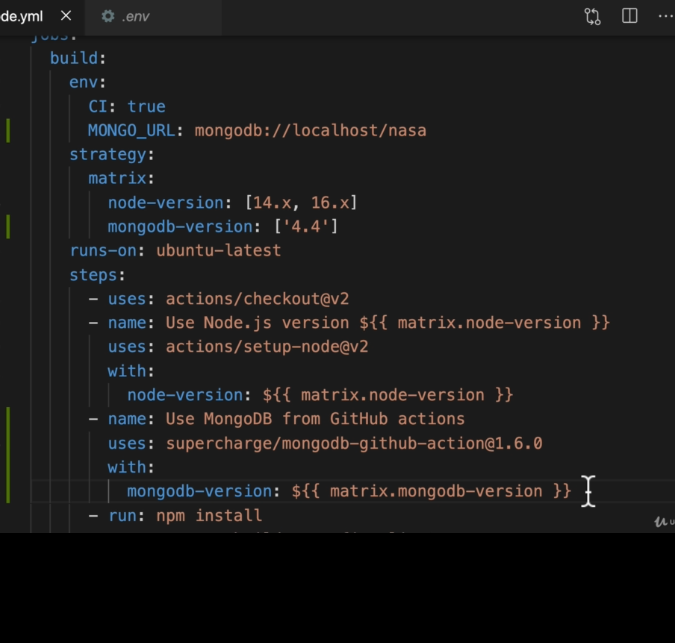 de.yml
.env
jobs:
build:
env:
CI: true
MONGO_URL: mongodb://localhost/nasa
strategy:
matrix:
node-version: [14.x, 16.x]
mongodb-version: ['4.4']
runs-on: ubuntu-latest
steps:
- uses: actions/checkout@v2
- name: Use Node.js version ${{ matrix.node-version }}
uses: actions/setup-node@v2
with:
node-version: ${{ matrix.node-version }}
- name: Use MongoDB from GitHub actions
uses: supercharge/mongodb-github-action@1.6.0
with:
mongodb-version: ${{ matrix.mongodb-version }}
- run: npm install